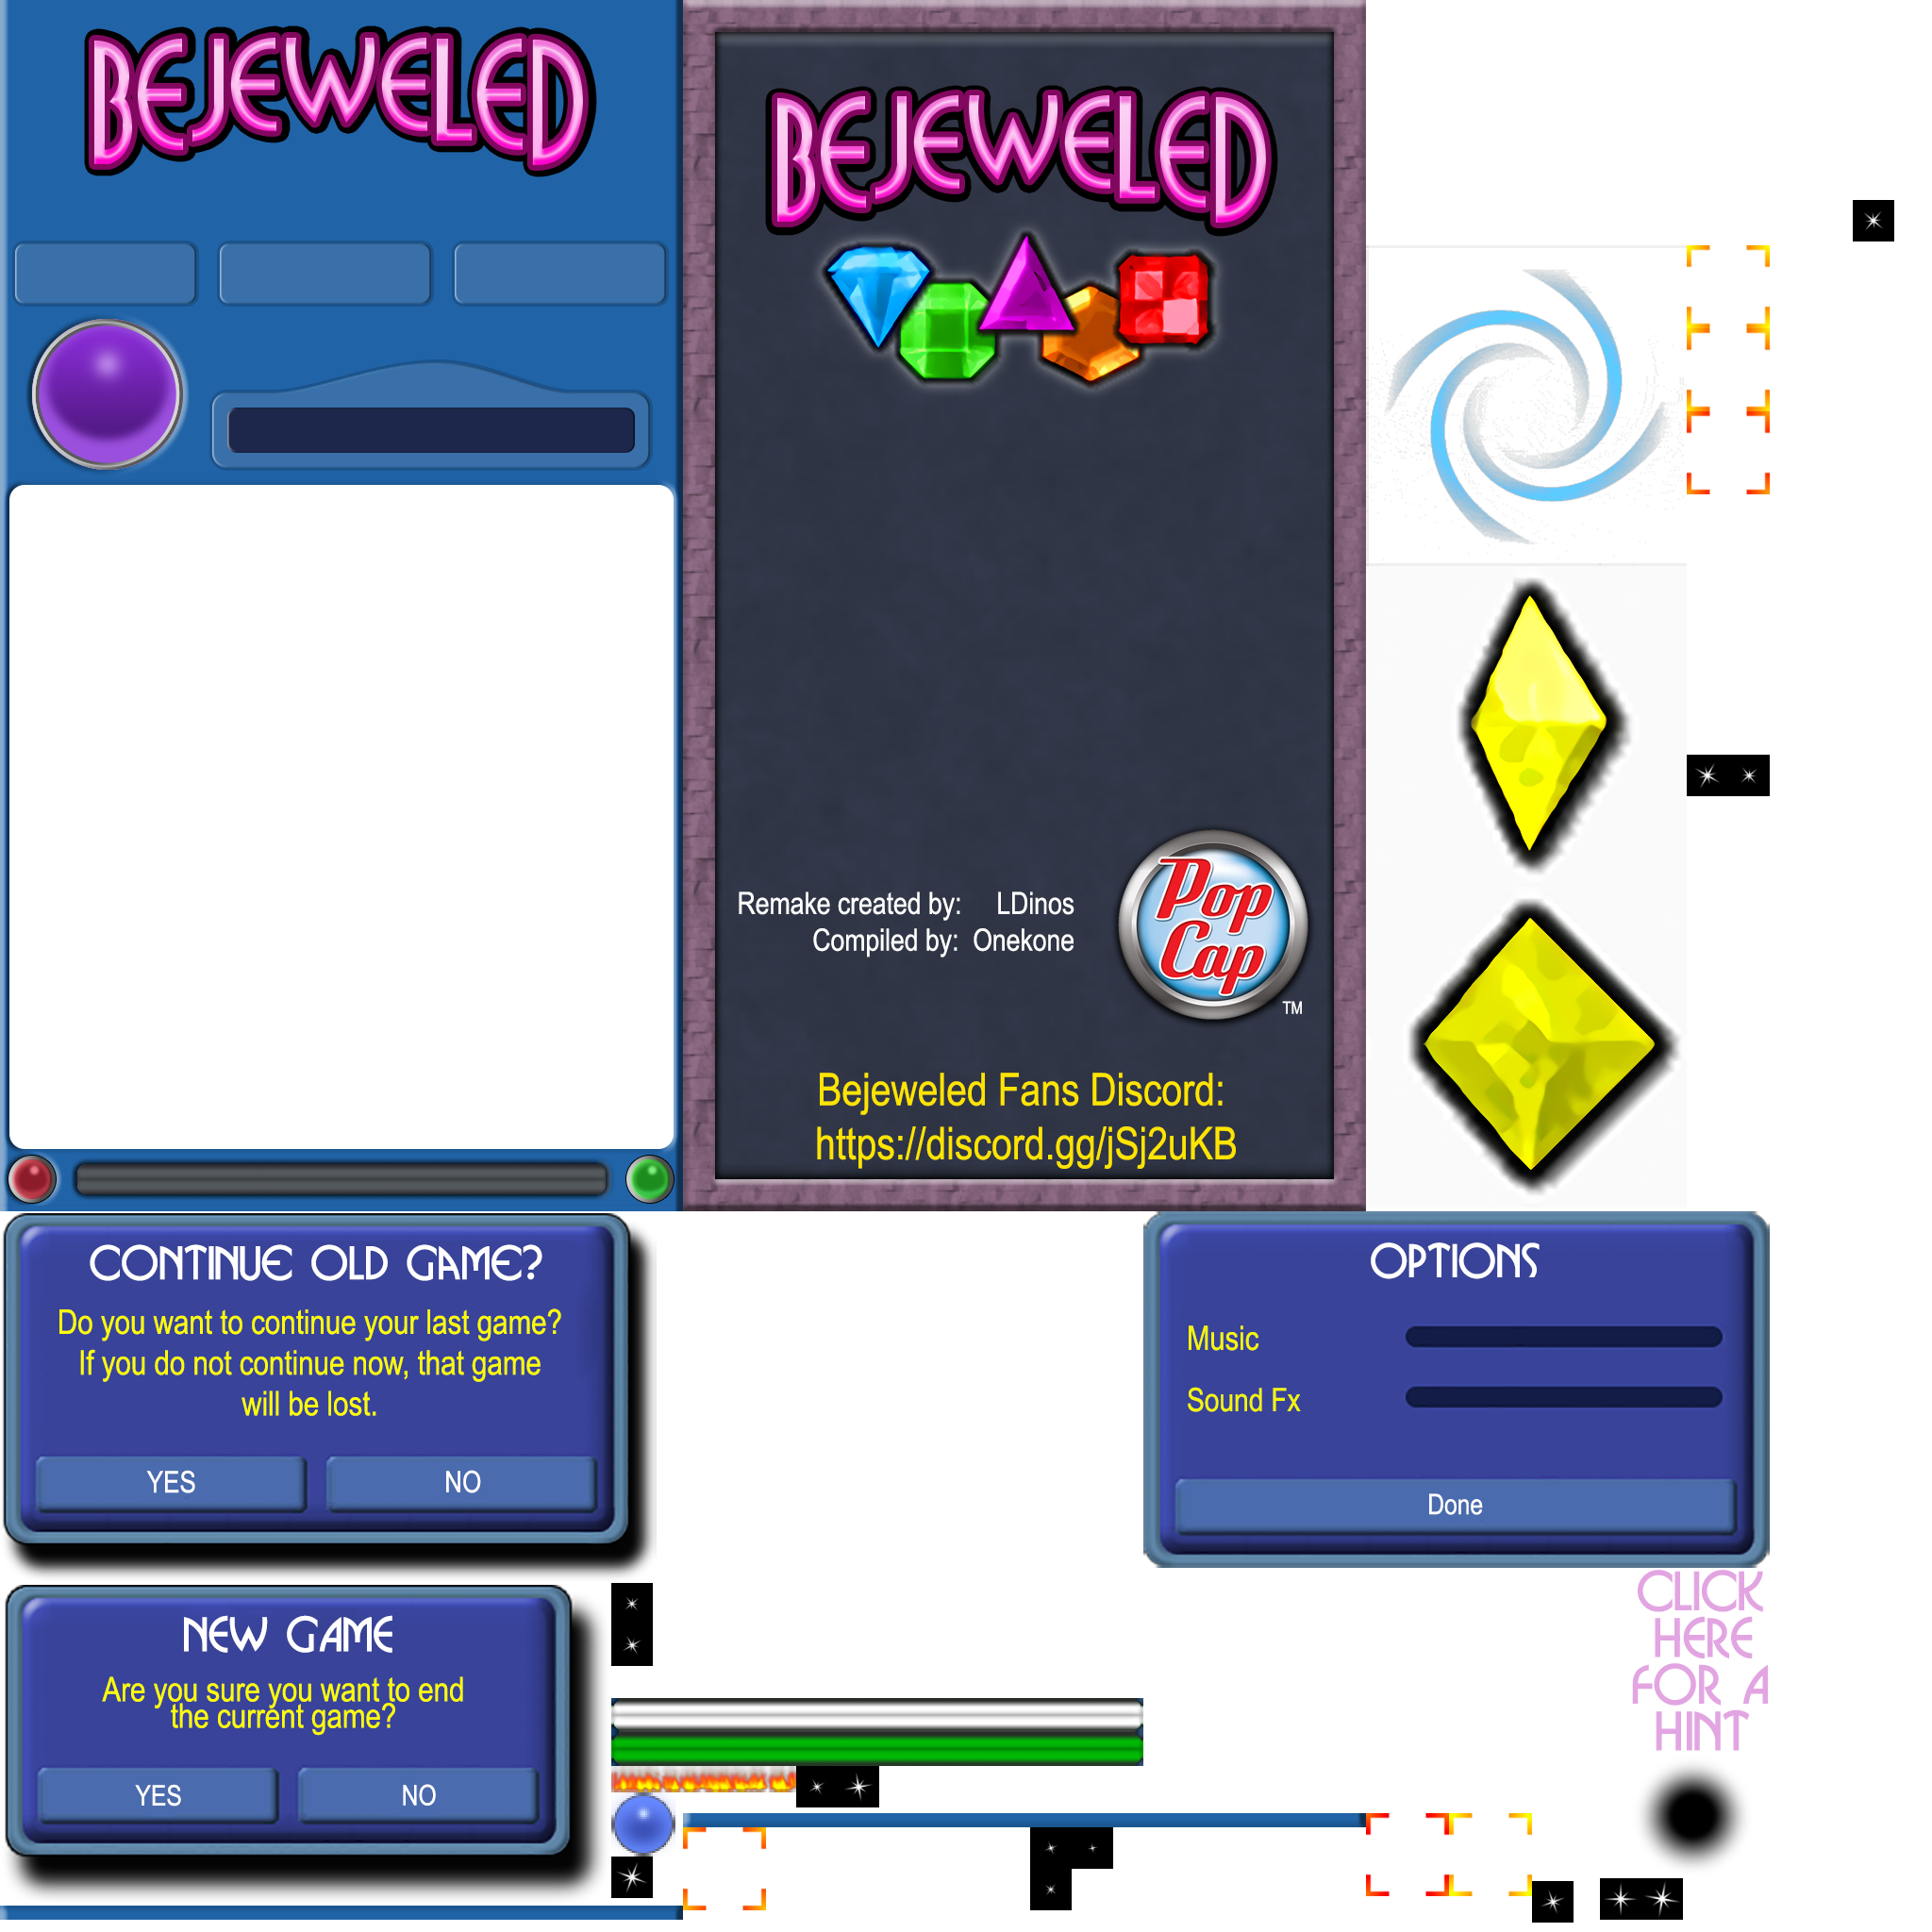 BEJEWELED
BEJEWELED
Remake created by: LDinos
Compiled by: Onekone
Pop
Cap
TM
Bejeweled Fans Discord:
https://discord.gg/jSj2uKB
CONTINUE OLD GAME?
Do you want to continue your last game?
If you do not continue now, that game
will be lost.
YES NO
OPTIONS
Music
Sound Fx
Done
NEW GAME
Are you sure you want to end
the current game?
YES NO
CLICK
HERE
FOR A
HINT